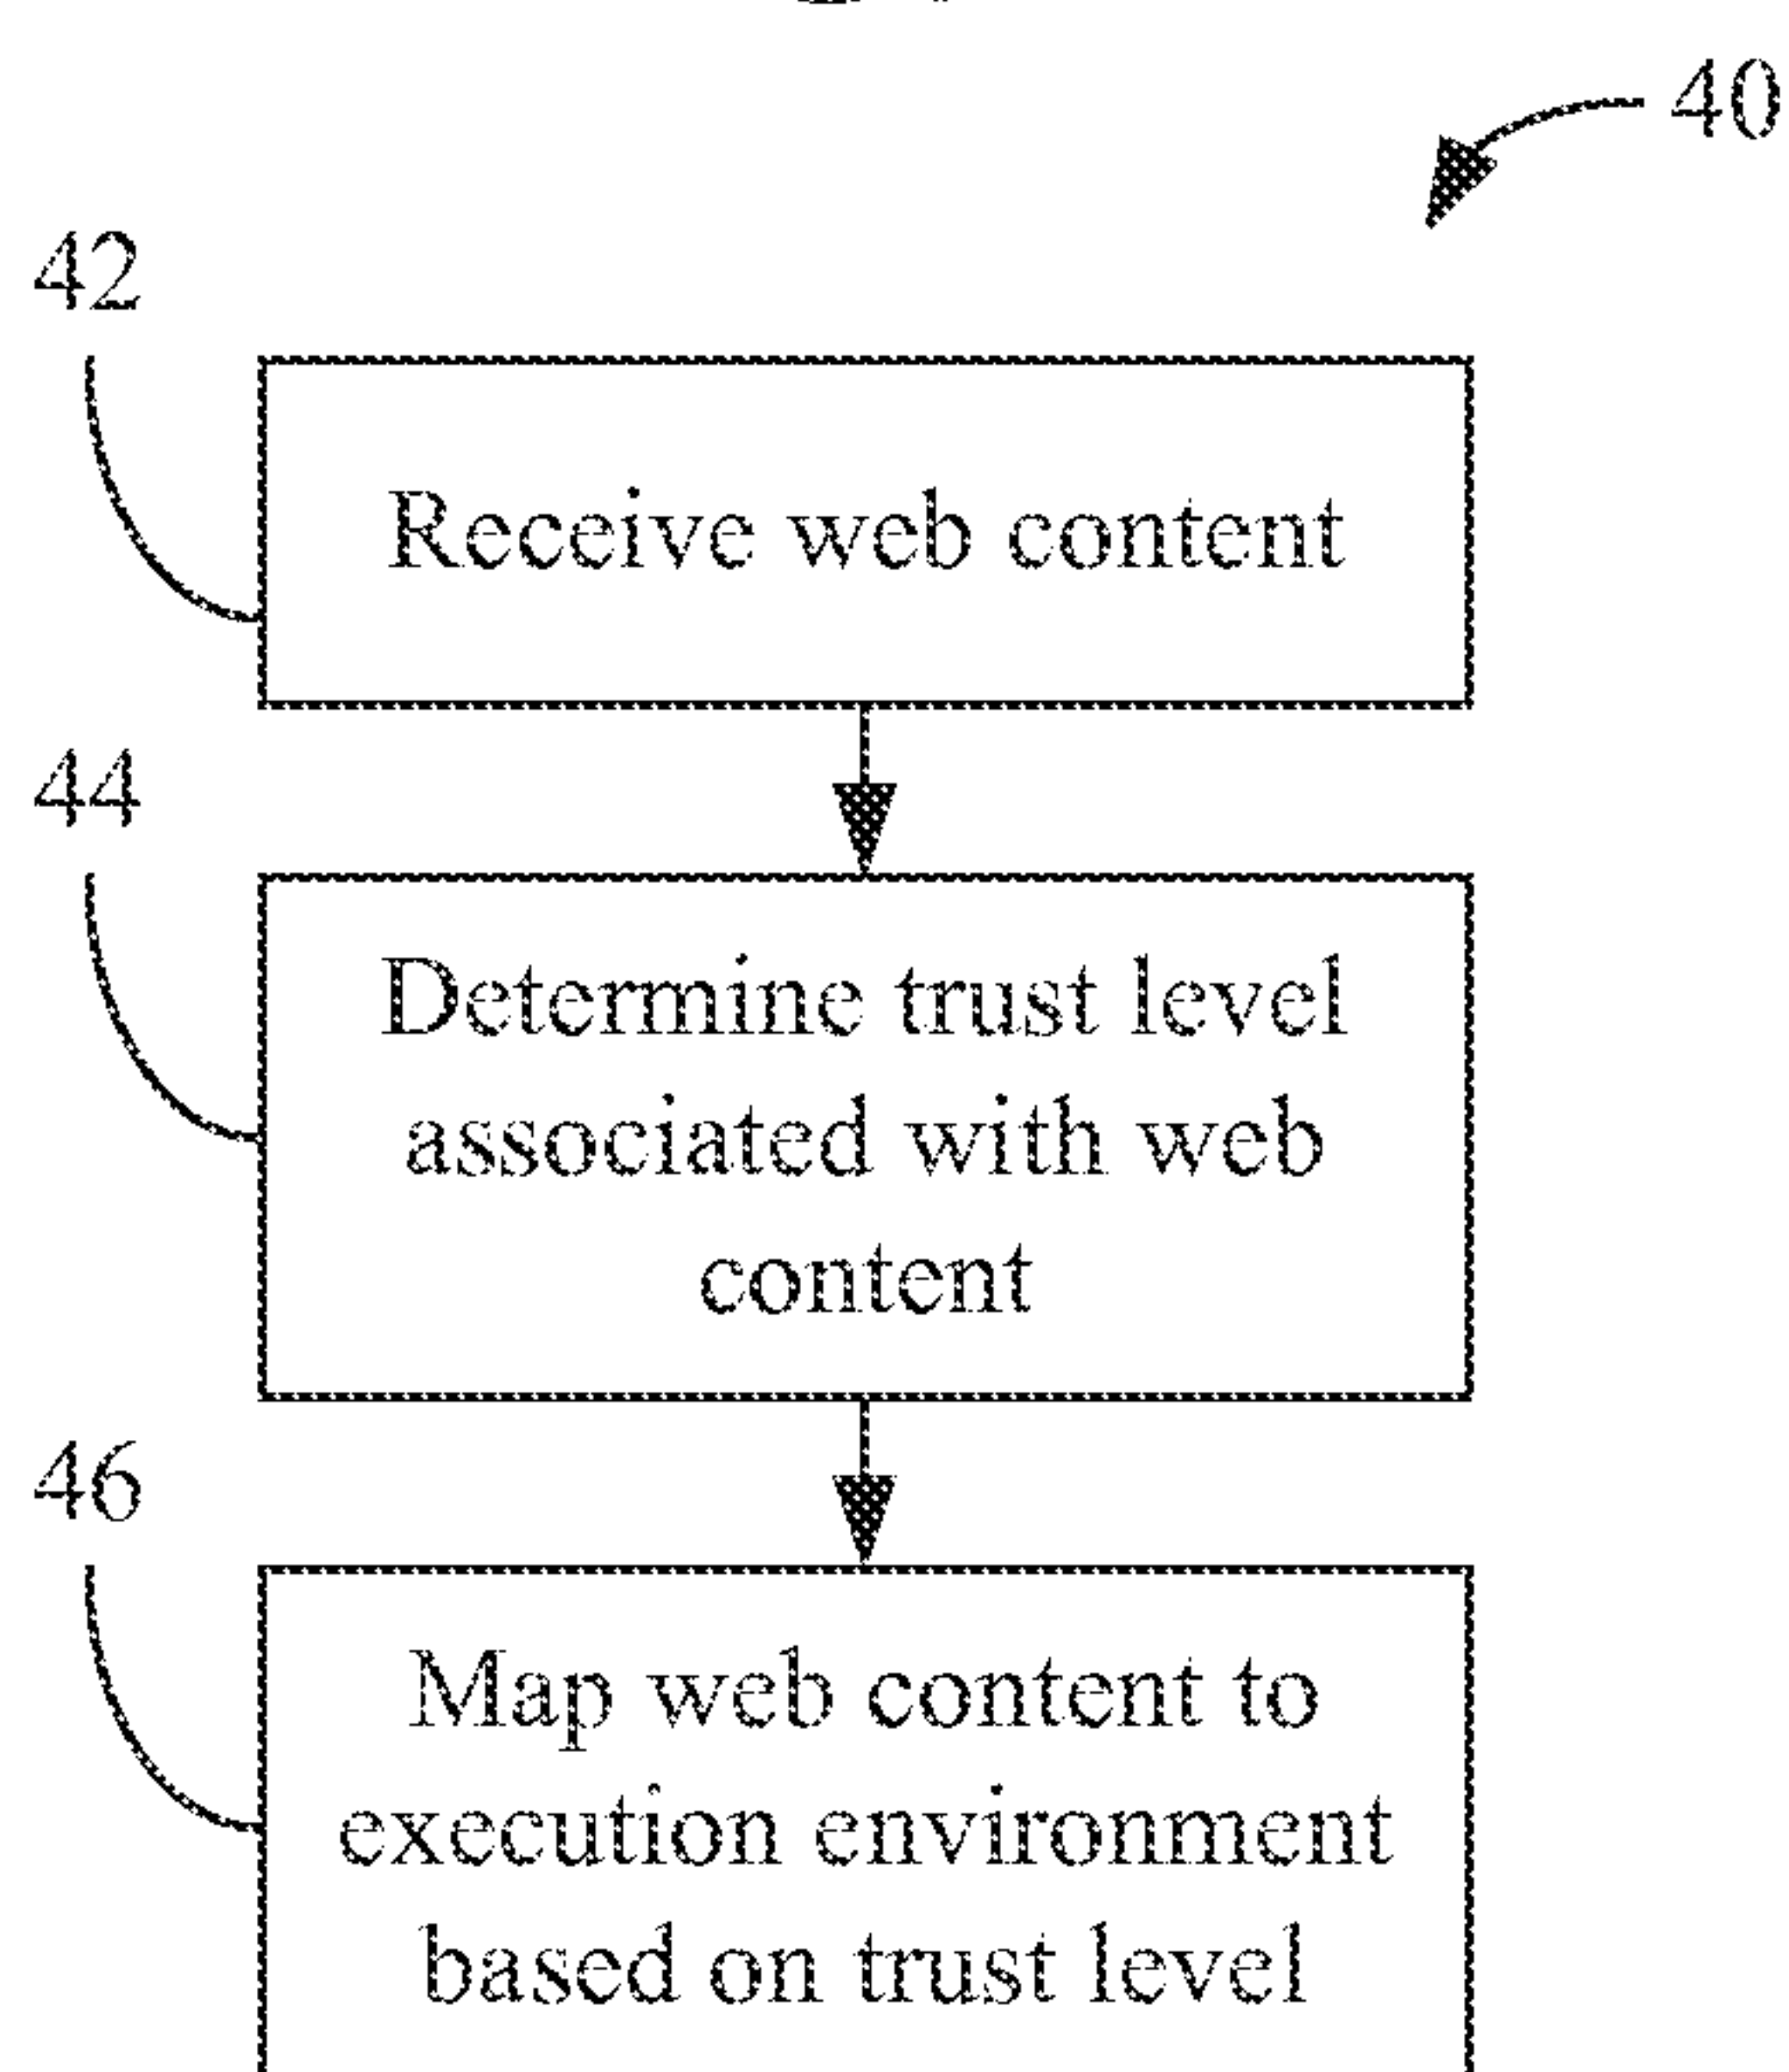 40
42
Receive web content
44
Determine trust level
associated with web
content
46
Map web content to
execution environment
based on trust level